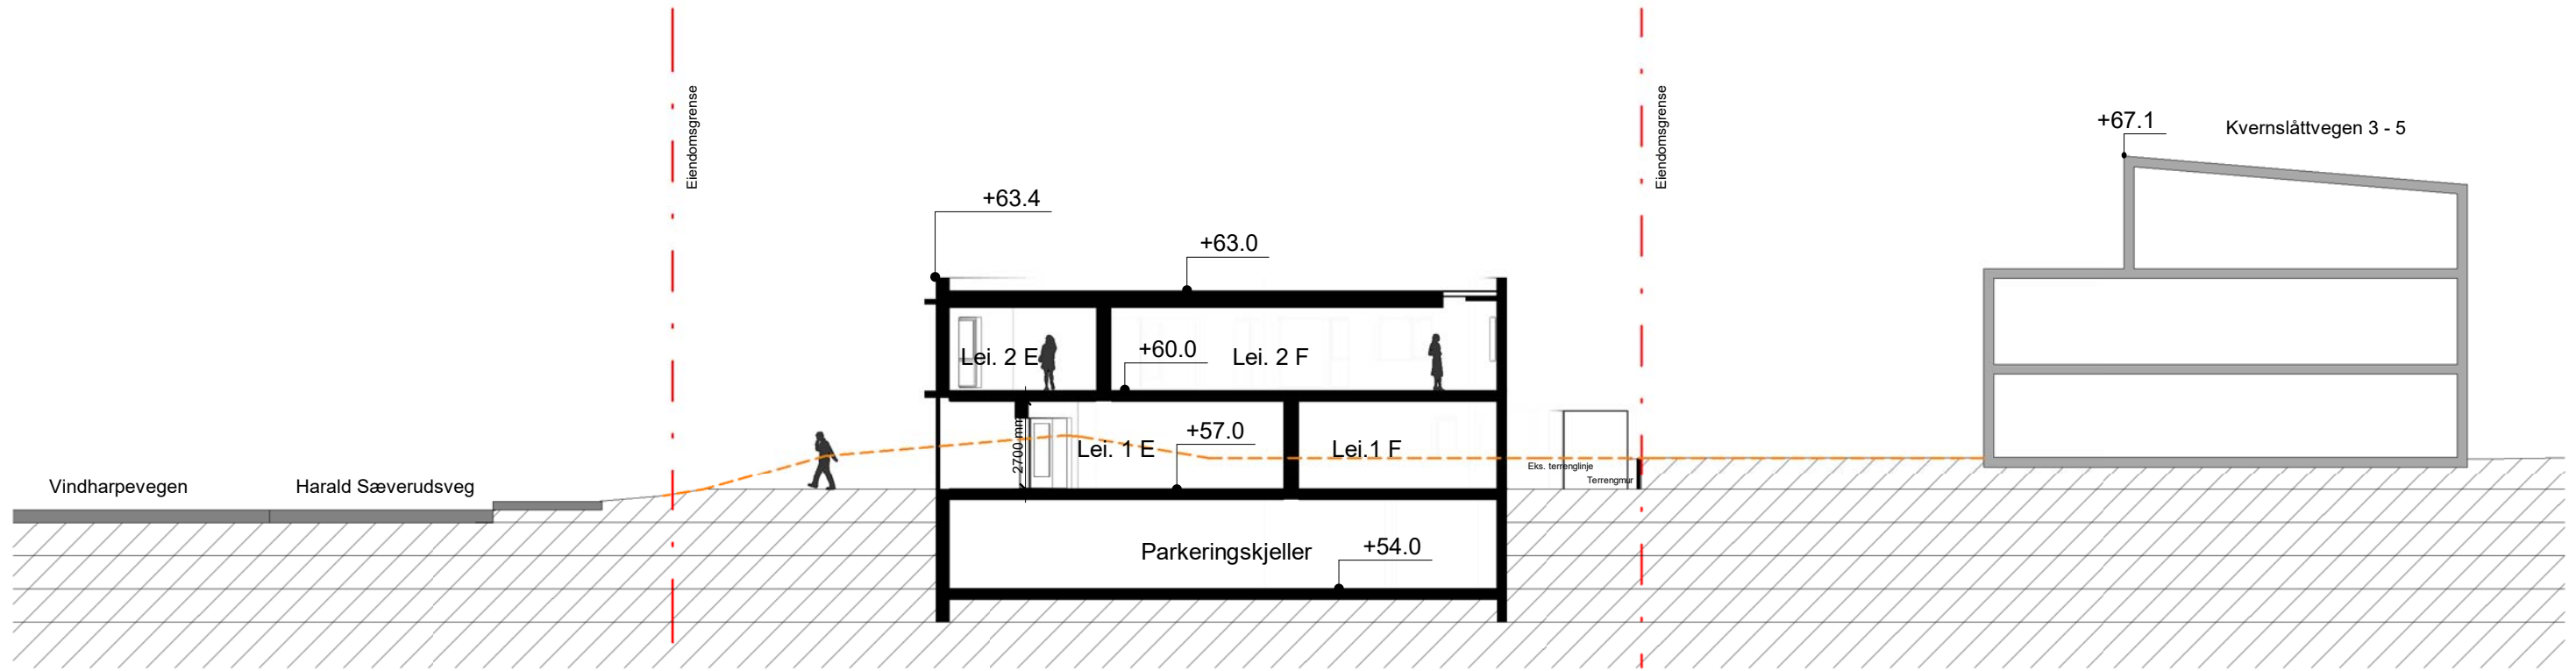 Eiendomsgrense
Eiendomsgrense
+67.1
Kvernslåttvegen 3 - 5
+63.4
+63.0
Lei. 2 E
+60.0
Lei. 2 F
2700 mm
Lei. 1 E
+57.0
Lei.1 F
Eks. terrenglinje
Terrengmur
Vindharpevegen
Harald Sæverudsveg
Parkeringskjeller
+54.0